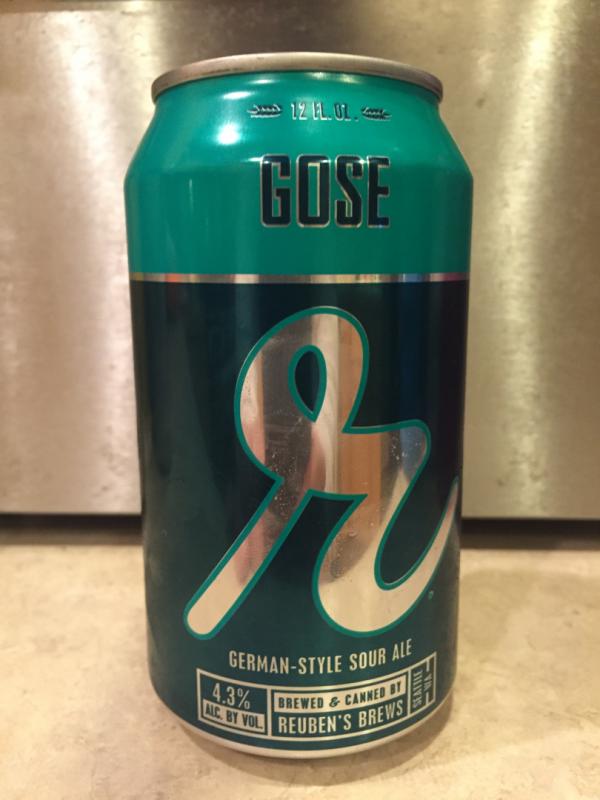 12 FL. OZ.
GOSE
r
GERMAN-STYLE SOUR ALE
4.3%
ALC. BY VOL.
BREWED & CANNED BY
REUBEN'S BREWS
SEATTLE
WA